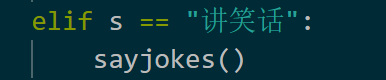 elif s == "讲笑话":
    sayjokes()